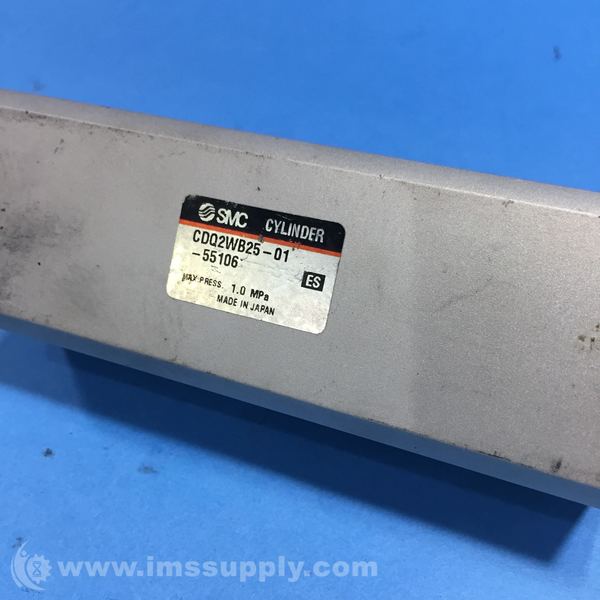 SMC CYLINDER
CDQ2WB25-01
-55106
ES
MAX PRESS. 1.0 MPa
MADE IN JAPAN
www.imssupply.com